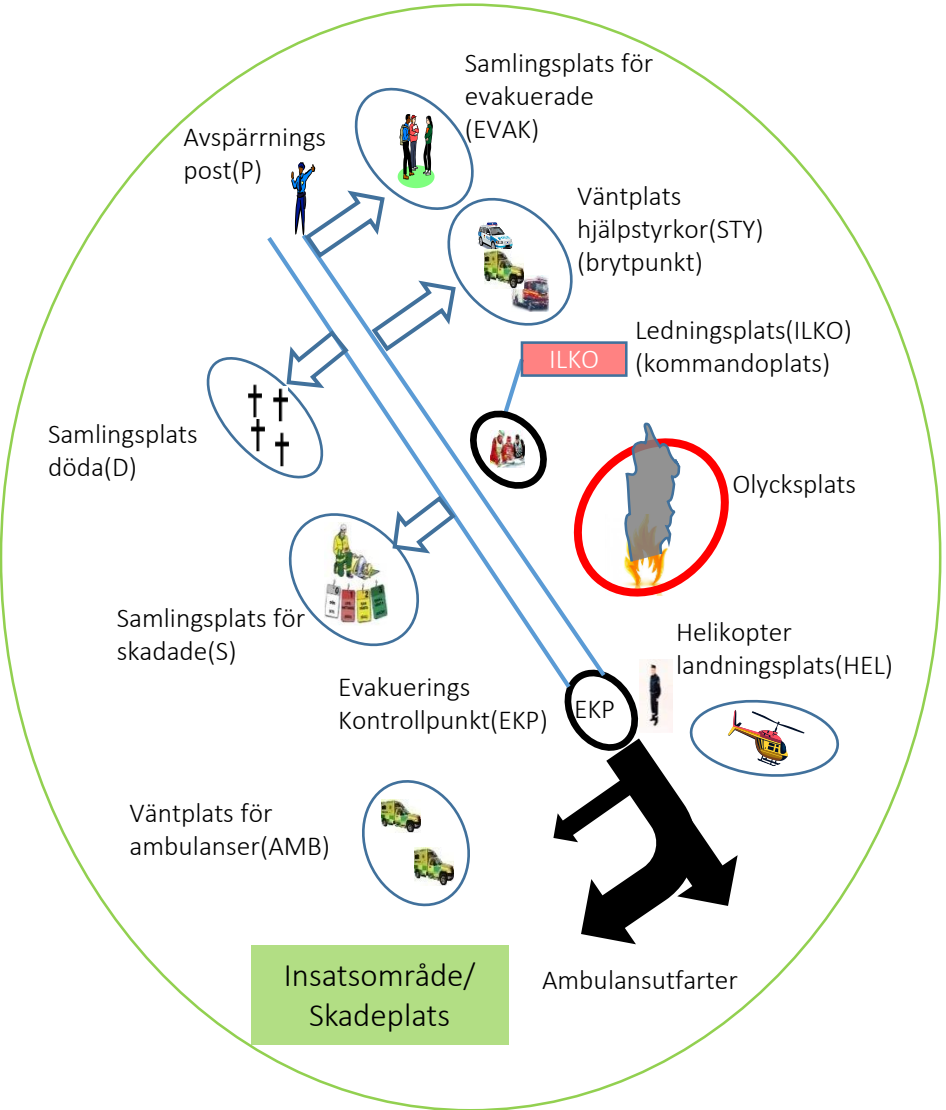 Samlingsplats för
evakuerade
(EVAK)
Avspärrnings
post(P)
Väntplats
hjälpstyrkor(STY)
(brytpunkt)
Ledningsplats(ILKO)
(kommandoplats)
ILKO
Samlingsplats
döda(D)
Olycksplats
Samlingsplats för
skadade(S)
Helikopter
landningsplats(HEL)
Evakuerings
Kontrollpunkt(EKP)
EKP
Väntplats för
ambulanser(AMB)
Insatsområde/
Skadeplats
Ambulansutfarter